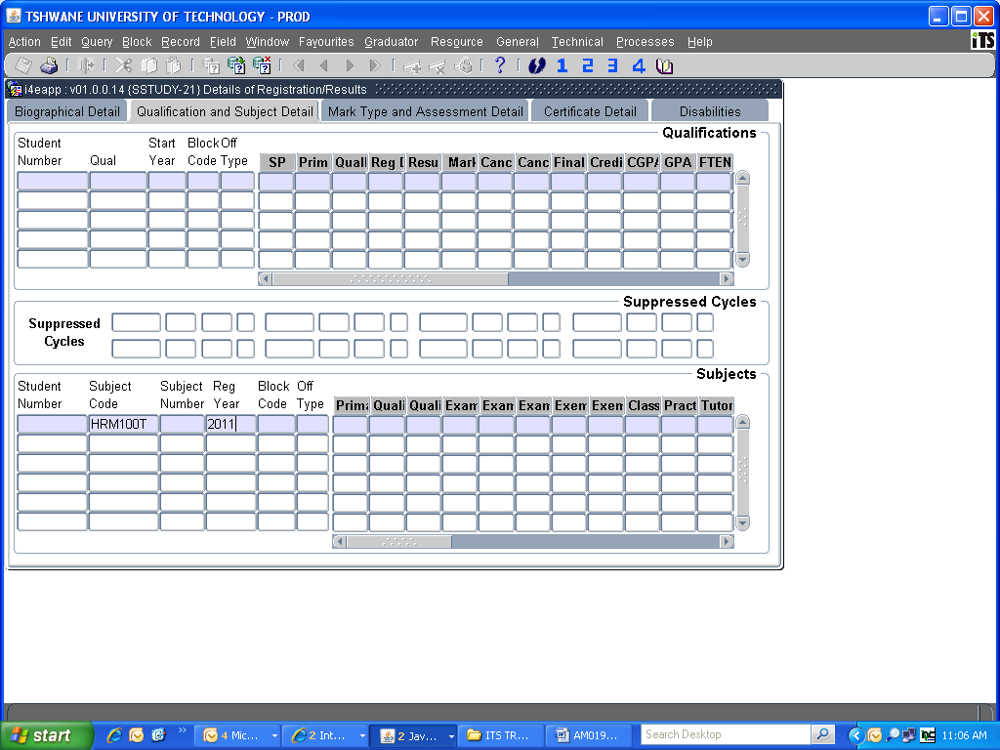 TSHWANE UNIVERSITY OF TECHNOLOGY - PROD
Action Edit Query Block Record Field Window Favourites Graduator Resource General Technical Processes Help
iTS
? 1 2 3 4
i4eapp : v01.0.0.14 {SSTUDY-21} Details of Registration/Results
Biographical Detail Qualification and Subject Detail Mark Type and Assessment Detail Certificate Detail Disabilities
Qualifications
Student Start Block Off
Number Qual Year Code Type SP Prim Quali Reg D Resu Mark Canc Canc Final Credi CGPA GPA FTEN
Suppressed Cycles
Suppressed
Cycles
Subjects
Student Subject Subject Reg Block Off
Number Code Number Year Code Type Prima Quali Quali Exam Exam Exam Exem Exem Class Pract Tutor
HRM100T 2011
start 4 Mic... 2 Int... 2 Jav... ITS TR... AM019... Search Desktop 11:06 AM